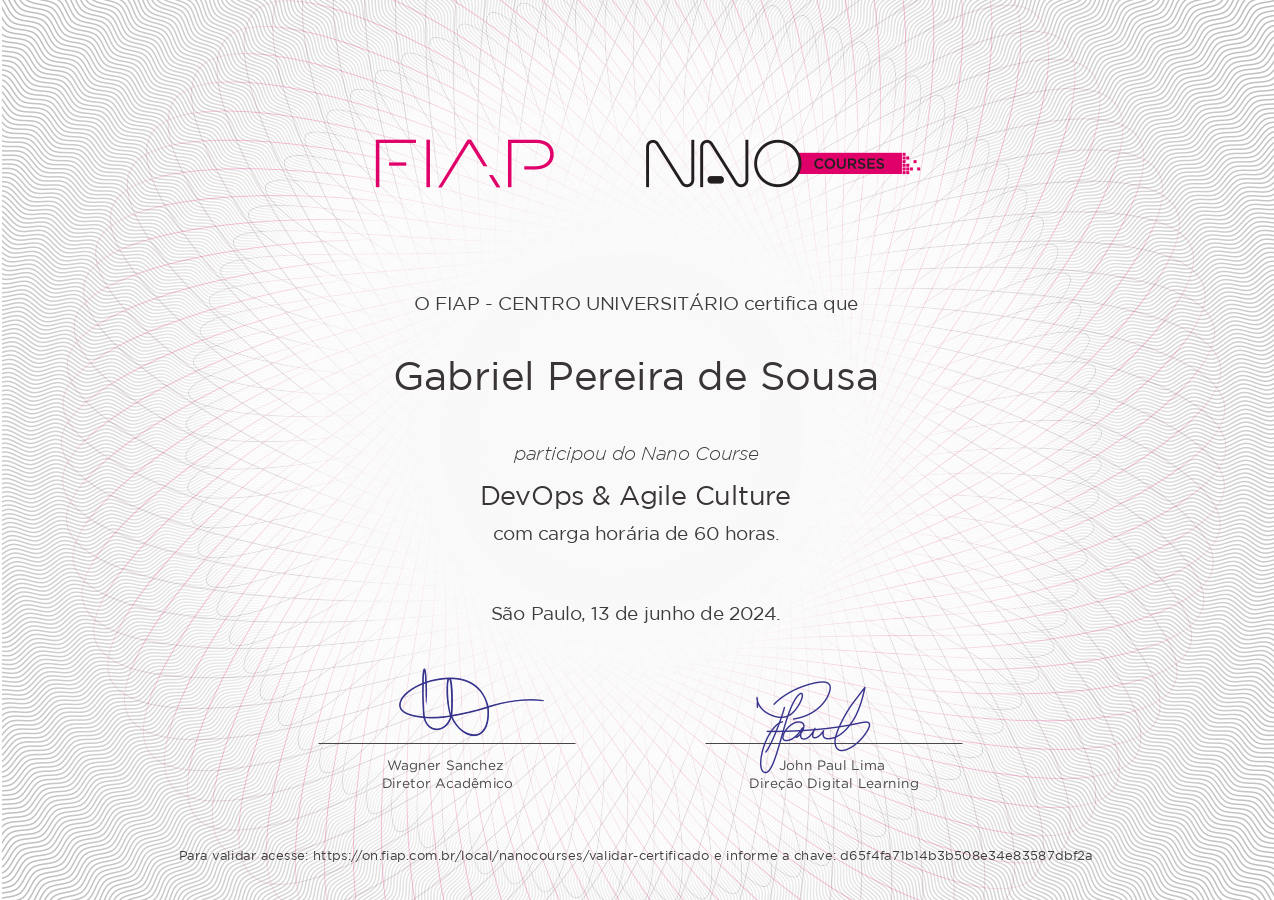 FIAP NANO COURSES
O FIAP - CENTRO UNIVERSITÁRIO certifica que
Gabriel Pereira de Sousa
participou do Nano Course
DevOps & Agile Culture
com carga horária de 60 horas.
São Paulo, 13 de junho de 2024.
Wagner Sanchez
Diretor Acadêmico
John Paul Lima
Direção Digital Learning
Para validar acesse: https://on.fiap.com.br/local/nanocourses/validar-certificado e informe a chave: d65f4fa71b14b3b508e34e83587dbf2a